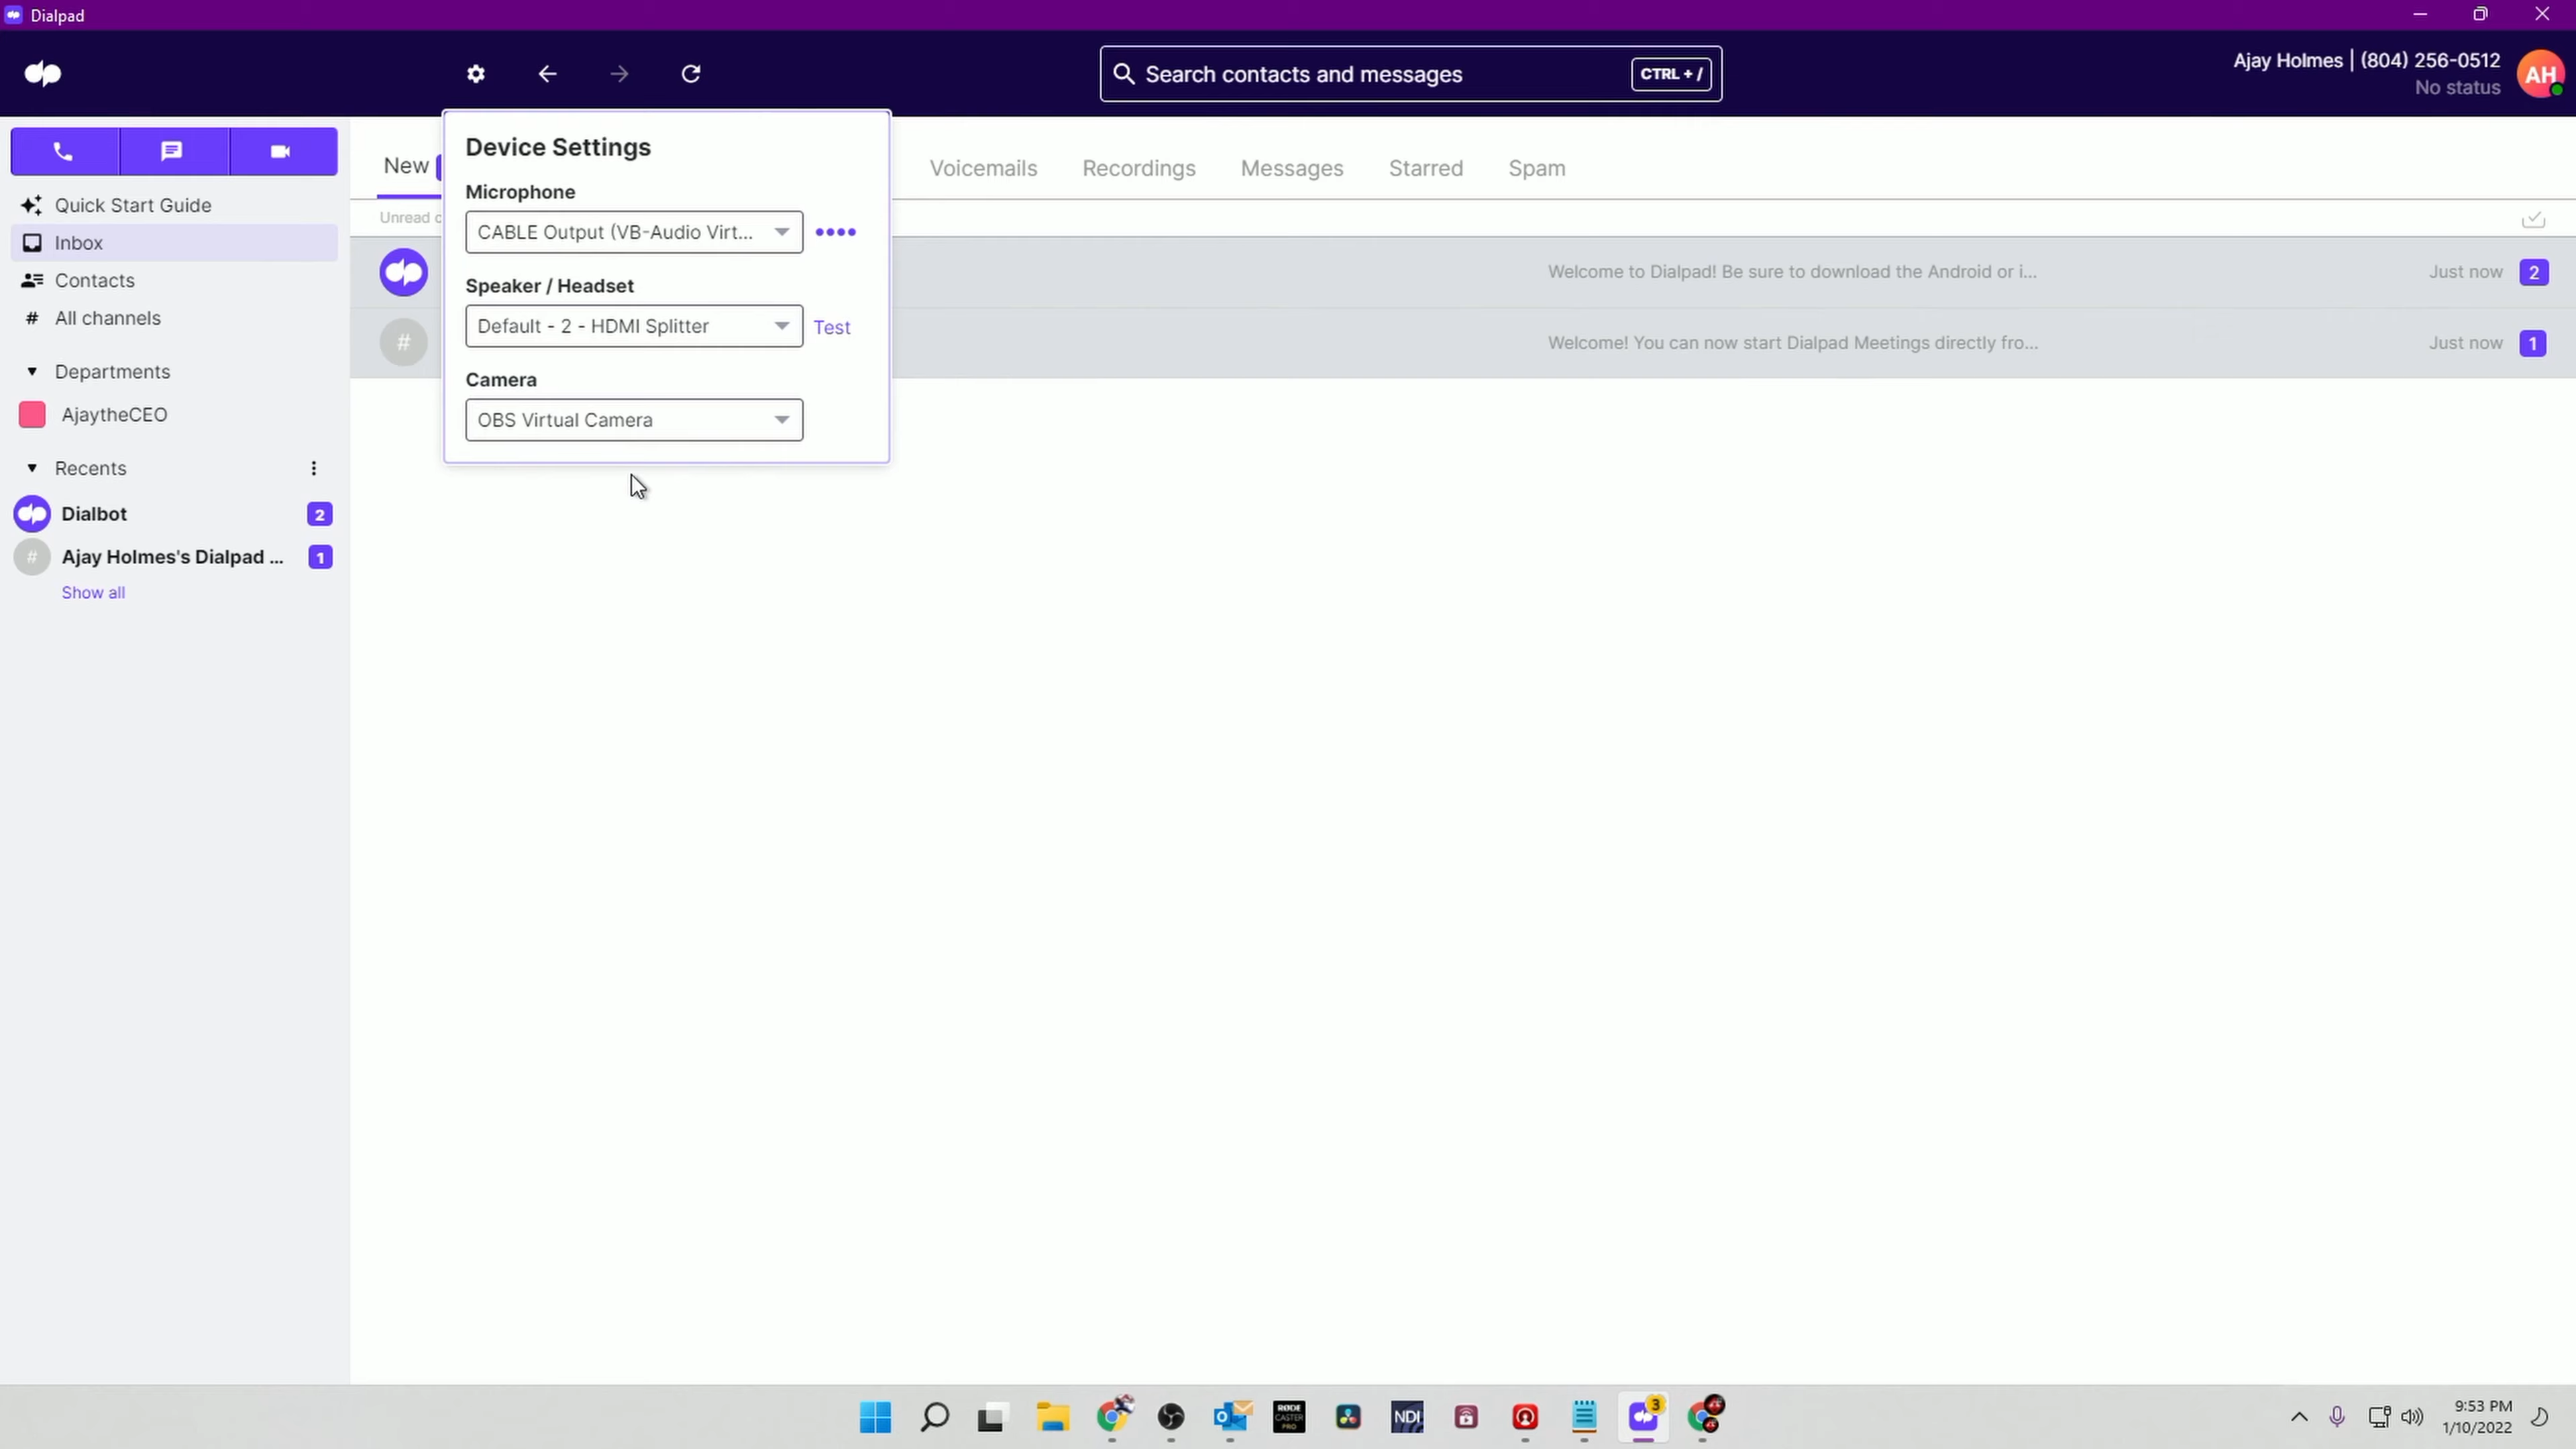 Dialpad
Search contacts and messages
CTRL + /
Ajay Holmes | (804) 256-0512
No status
AH
Quick Start Guide
Inbox
Contacts
# All channels
Departments
AjaytheCEO
Recents
Dialbot 2
# Ajay Holmes's Dialpad ... 1
Show all
New
Voicemails Recordings Messages Starred Spam
Unread
Welcome to Dialpad! Be sure to download the Android or i... Just now 2
# Welcome! You can now start Dialpad Meetings directly fro... Just now 1
Device Settings
Microphone
CABLE Output (VB-Audio Virt...
Speaker / Headset
Default - 2 - HDMI Splitter
Test
Camera
OBS Virtual Camera
RØDE
CASTER
PRO
NDI
3
9:53 PM
1/10/2022